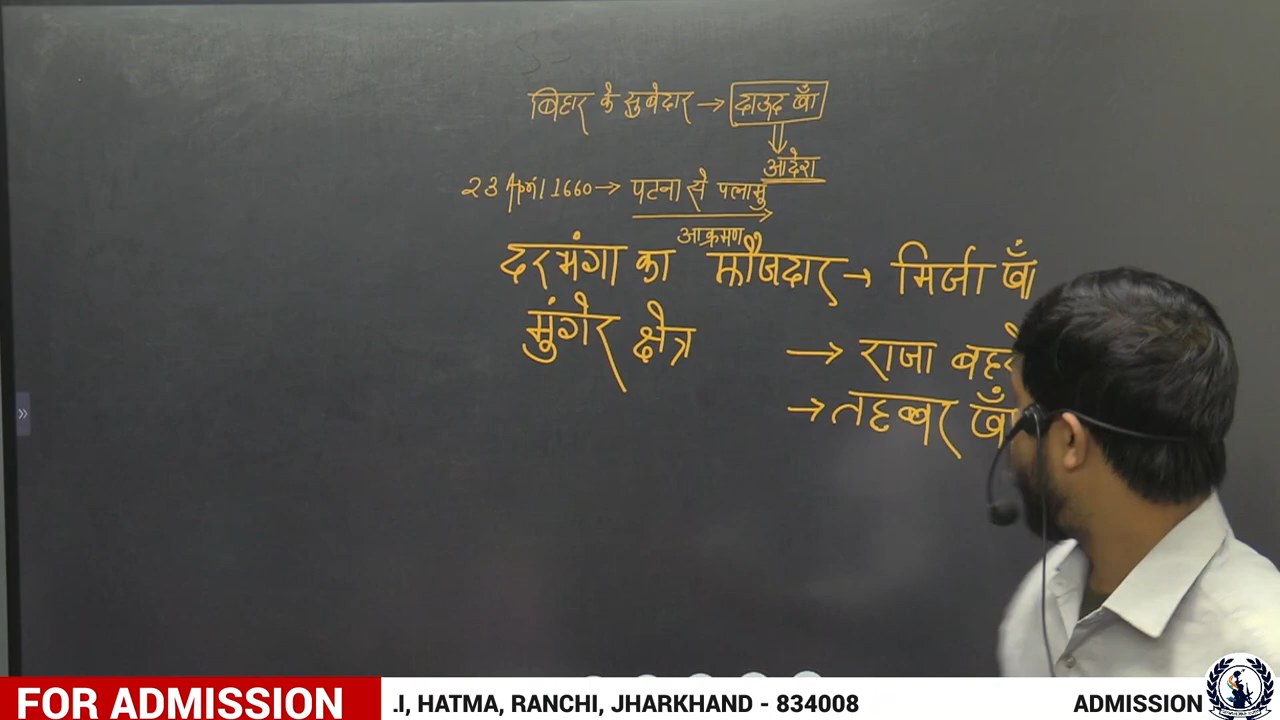 बिहार के सुबेदार → दाऊद खाँ
आदेश
23 April 1660 → पटना से पलामु
आक्रमण
दरभंगा का फौजदार → मिर्जा खाँ
मुंगेर क्षेत्र → राजा
→ तहब्बर खाँ
FOR ADMISSION .I, HATMA, RANCHI, JHARKHAND - 834008 ADMISSION